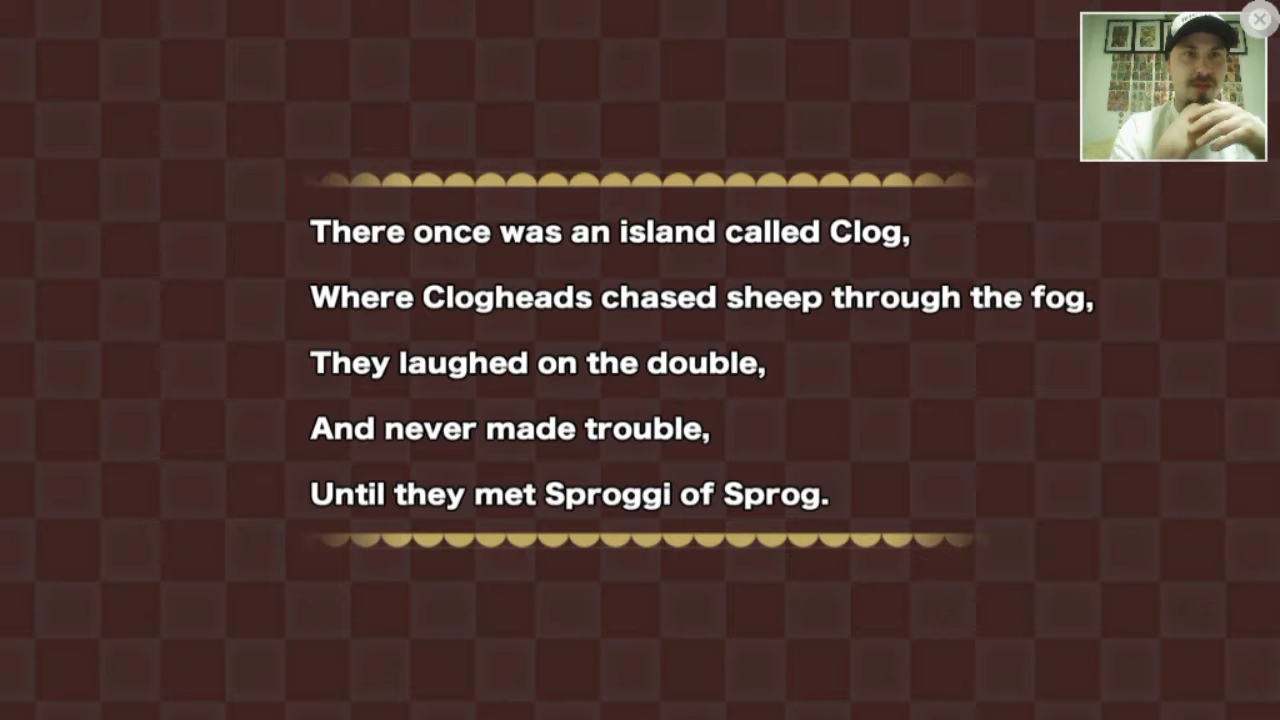 There once was an island called Clog,
Where Clogheads chased sheep through the fog,
They laughed on the double,
And never made trouble,
Until they met Sproggi of Sprog.